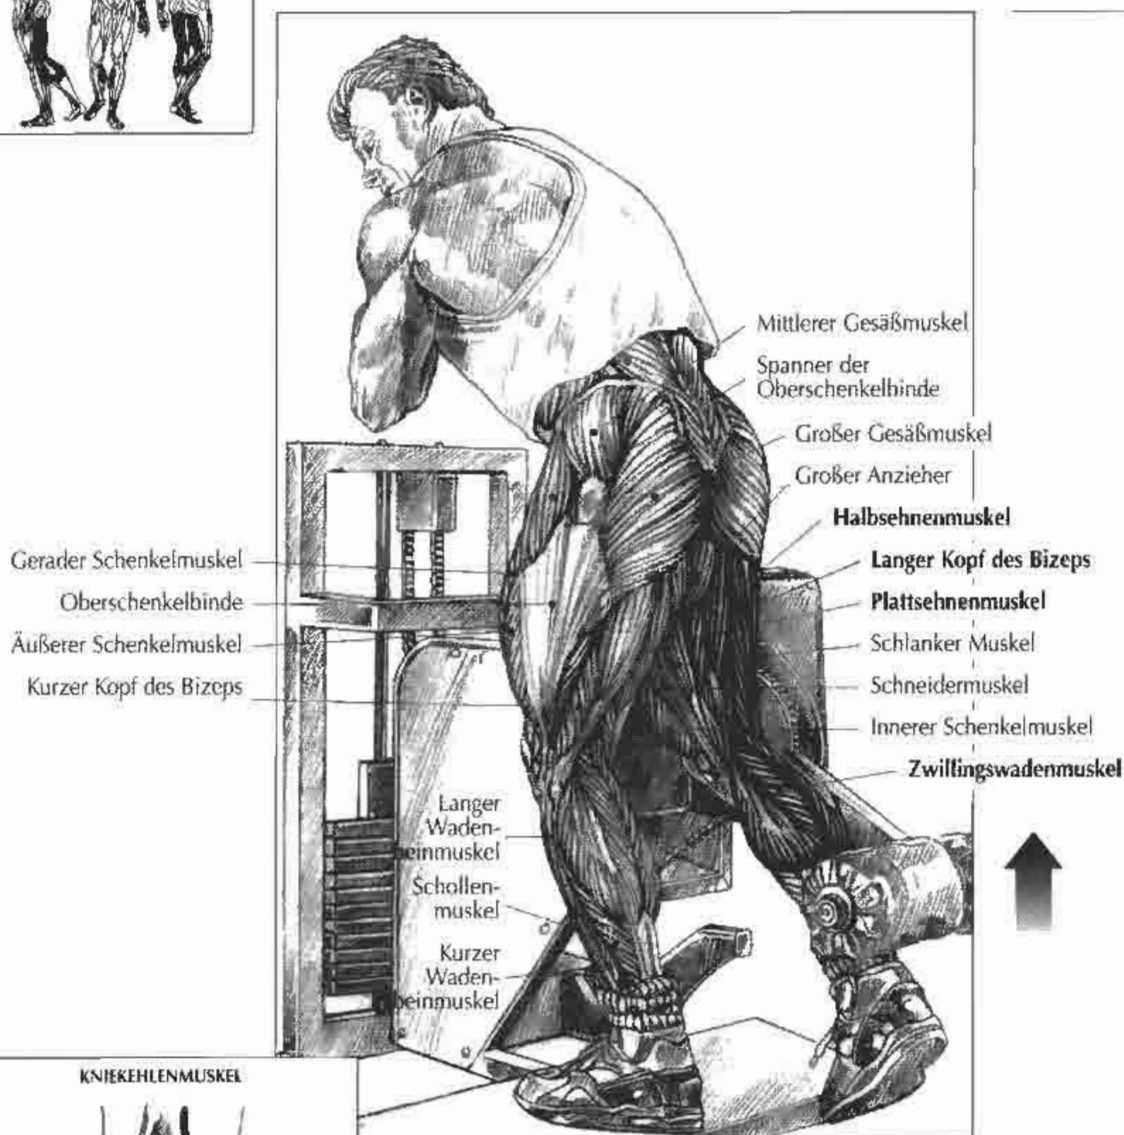 Mittlerer Gesäßmuskel
Spanner der
Oberschenkelbinde
Großer Gesäßmuskel
Großer Anzieher
Halbsehnenmuskel
Langer Kopf des Bizeps
Plattsehnenmuskel
Schlanker Muskel
Schneidermuskel
Innerer Schenkelmuskel
Zwillingswadenmuskel
Gerader Schenkelmuskel
Oberschenkelbinde
Äußerer Schenkelmuskel
Kurzer Kopf des Bizeps
Langer
Waden-
beinmuskel
Schollen-
muskel
Kurzer
Waden-
beinmuskel
KNIEKEHLENMUSKEL